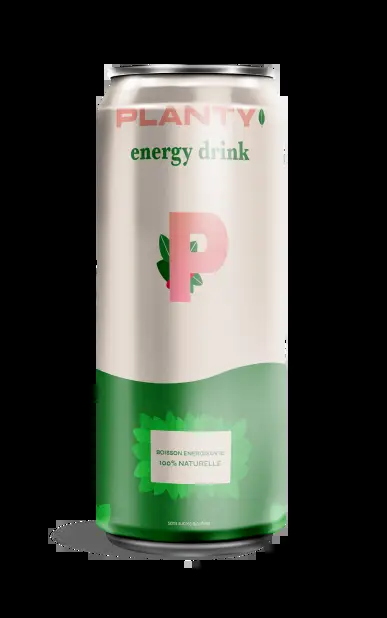 PLANTY
energy drink
P
BOISSON ÉNERGISANTE
100% NATURELLE